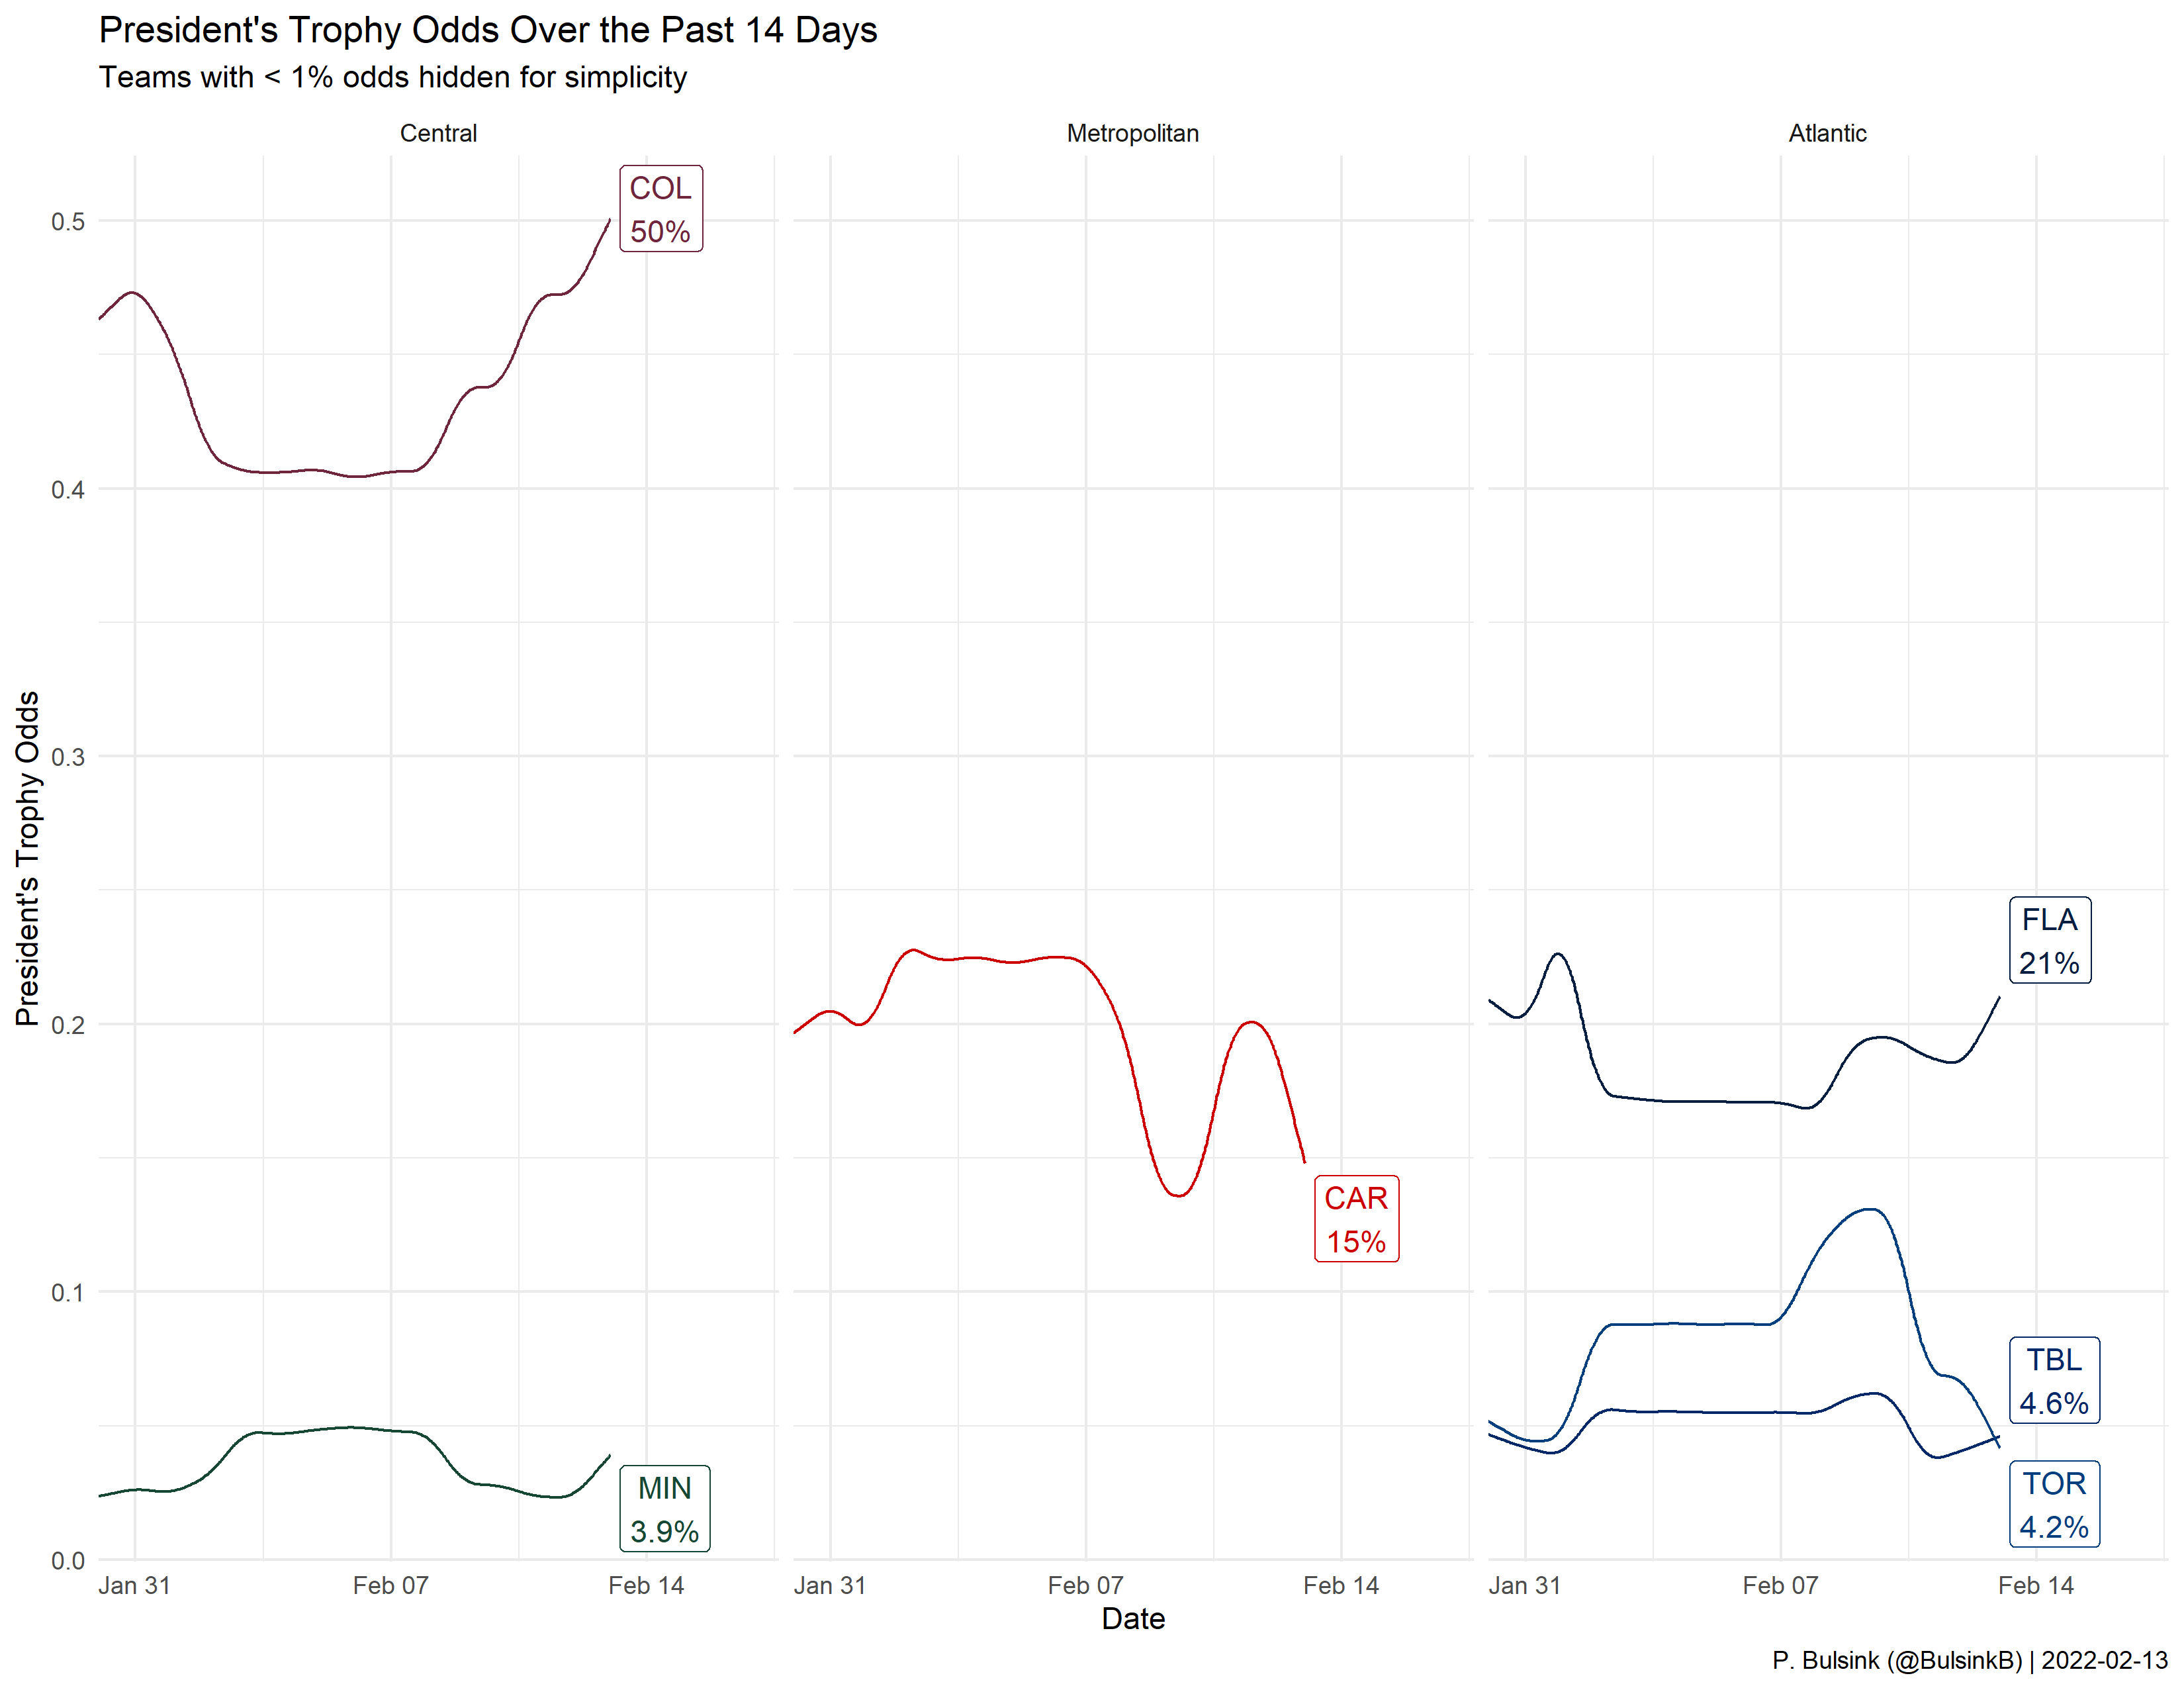 President's Trophy Odds Over the Past 14 Days
Teams with < 1% odds hidden for simplicity
Central
Metropolitan
Atlantic
President's Trophy Odds
0.5
0.4
0.3
0.2
0.1
0.0
COL
50%
MIN
3.9%
CAR
15%
FLA
21%
TBL
4.6%
TOR
4.2%
Jan 31
Feb 07
Feb 14
Jan 31
Feb 07
Feb 14
Jan 31
Feb 07
Feb 14
Date
P. Bulsink (@BulsinkB) | 2022-02-13